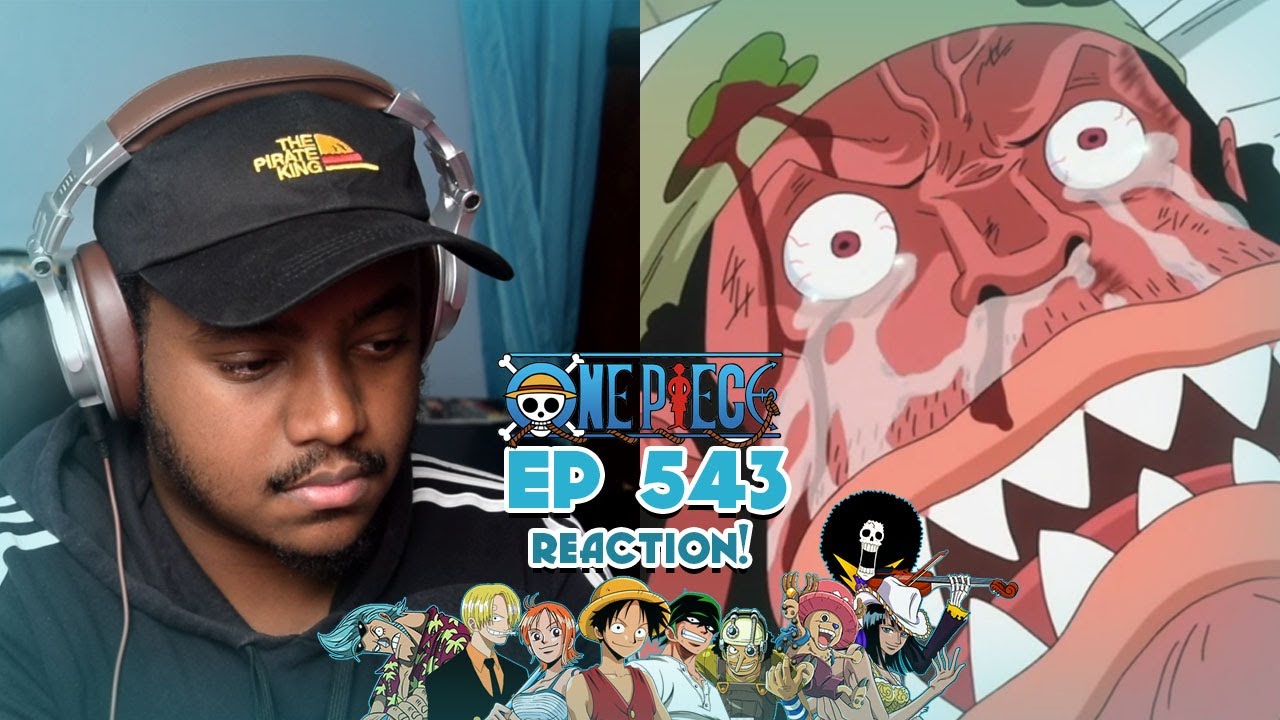 THE
PIRATE
KING
ONE PIECE
EP 543
REACTION!